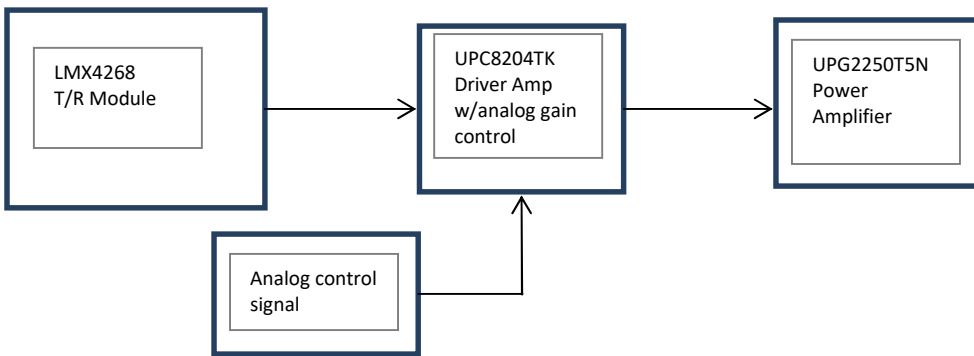 LMX4268
T/R Module
UPC8204TK
Driver Amp
w/analog gain
control
UPG2250T5N
Power
Amplifier
Analog control
signal